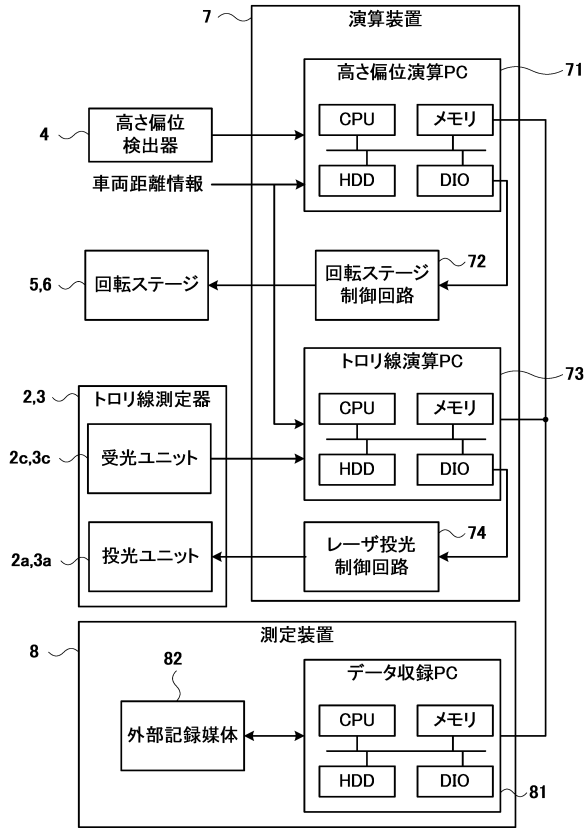 7
演算装置
高さ偏位演算PC
71
CPU
メモリ
HDD
DIO
4
高さ偏位
検出器
車両距離情報
5,6
回転ステージ
回転ステージ
制御回路
72
トロリ線演算PC
73
CPU
メモリ
HDD
DIO
2,3
トロリ線測定器
2c,3c
受光ユニット
2a,3a
投光ユニット
レーザ投光
制御回路
74
8
測定装置
82
外部記録媒体
データ収録PC
CPU
メモリ
HDD
DIO
81